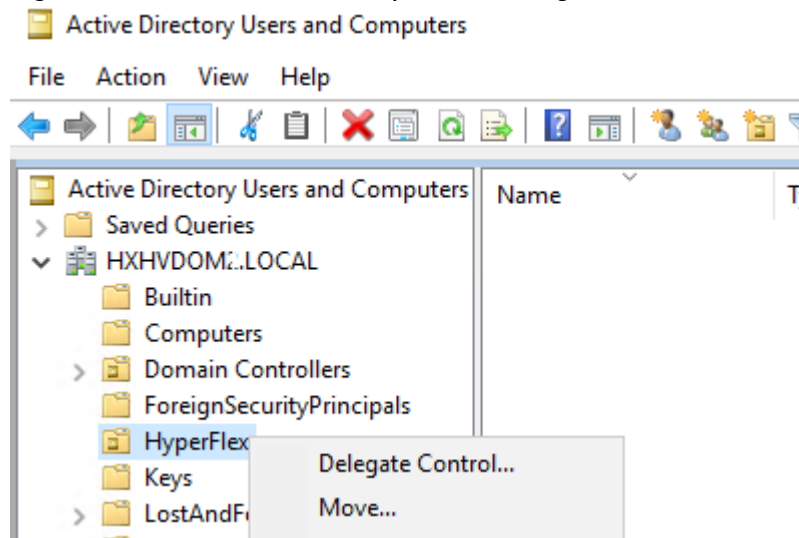 Active Directory Users and Computers
File Action View Help
Active Directory Users and Computers
Name
Saved Queries
Builtin
Computers
Domain Controllers
ForeignSecurityPrincipals
HyperFlex
Delegate Control...
Keys
Move...